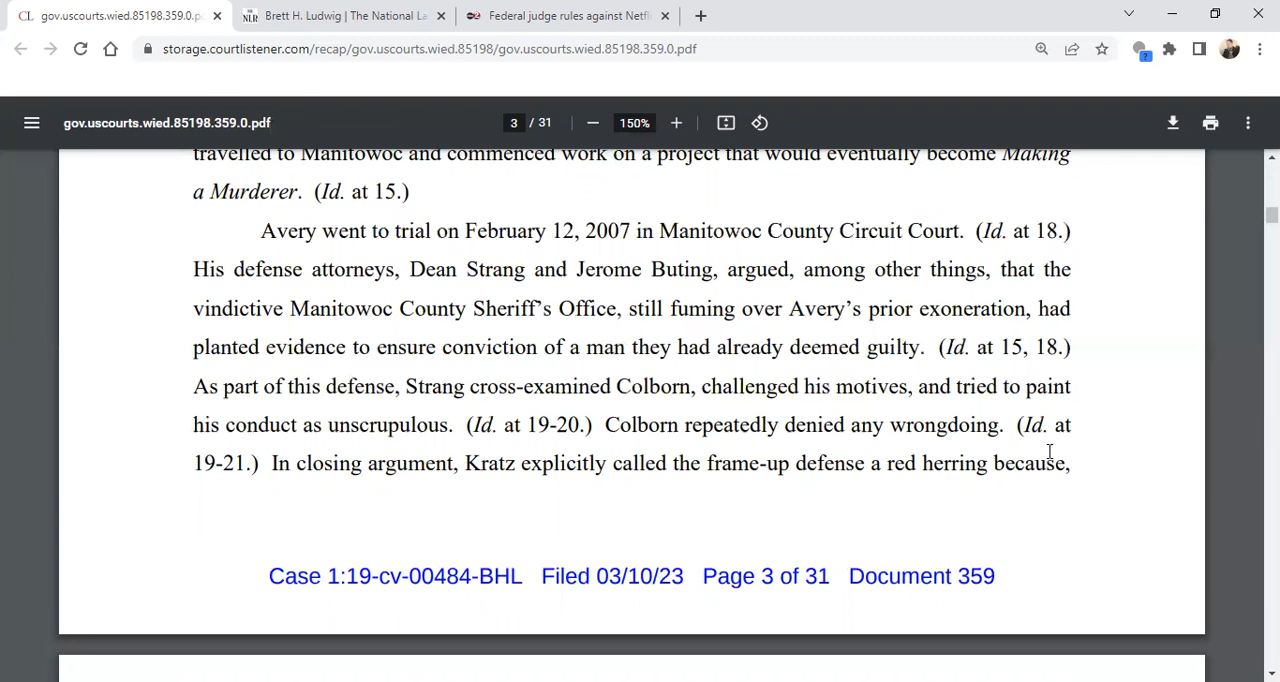 CL gov.uscourts.wied.85198.359.0.p
NLR Brett H. Ludwig | The National La
Federal judge rules against Netfl
storage.courtlistener.com/recap/gov.uscourts.wied.85198/gov.uscourts.wied.85198.359.0.pdf
?
gov.uscourts.wied.85198.359.0.pdf
3 / 31
150%
travelled to Manitowoc and commenced work on a project that would eventually become Making
a Murderer. (Id. at 15.)
Avery went to trial on February 12, 2007 in Manitowoc County Circuit Court. (Id. at 18.)
His defense attorneys, Dean Strang and Jerome Buting, argued, among other things, that the
vindictive Manitowoc County Sheriff's Office, still fuming over Avery's prior exoneration, had
planted evidence to ensure conviction of a man they had already deemed guilty. (Id. at 15, 18.)
As part of this defense, Strang cross-examined Colborn, challenged his motives, and tried to paint
his conduct as unscrupulous. (Id. at 19-20.) Colborn repeatedly denied any wrongdoing. (Id. at
19-21.) In closing argument, Kratz explicitly called the frame-up defense a red herring because,
Case 1:19-cv-00484-BHL Filed 03/10/23 Page 3 of 31 Document 359